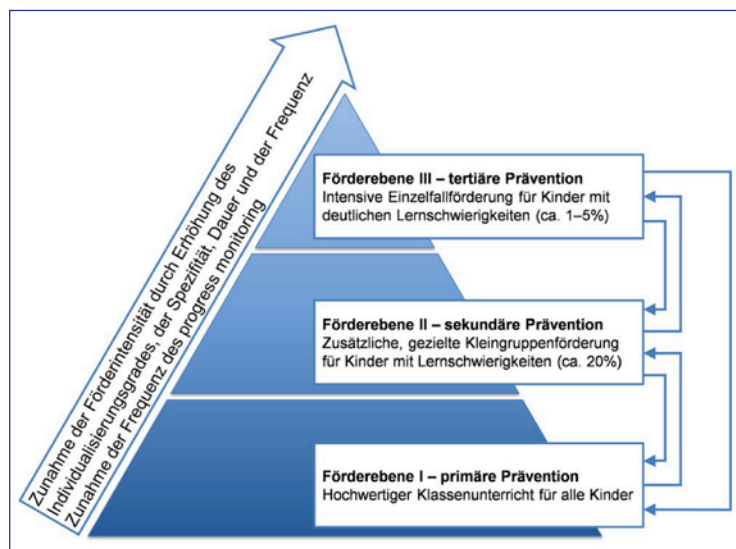 Zunahme der Förderintensität durch Erhöhung des
Individualisierungsgrades, der Spezifität, Dauer und der Frequenz
Zunahme der Frequenz des progress monitoring
Förderebene III – tertiäre Prävention
Intensive Einzelfallförderung für Kinder mit
deutlichen Lernschwierigkeiten (ca. 1–5%)
Förderebene II – sekundäre Prävention
Zusätzliche, gezielte Kleingruppenförderung
für Kinder mit Lernschwierigkeiten (ca. 20%)
Förderebene I – primäre Prävention
Hochwertiger Klassenunterricht für alle Kinder